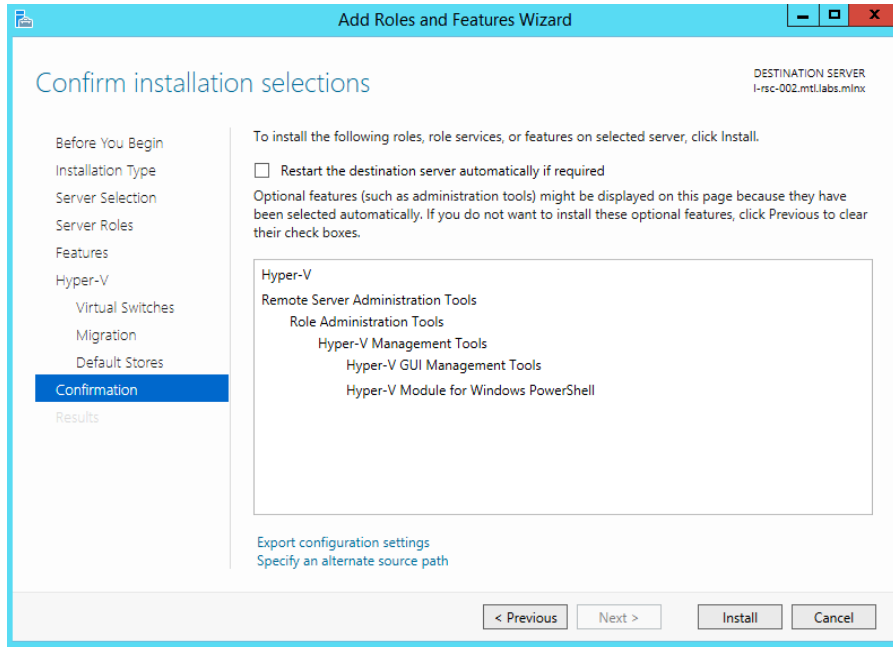 Add Roles and Features Wizard
Confirm installation selections
DESTINATION SERVER
l-rsc-002.mtl.labs.mlnx
Before You Begin
Installation Type
Server Selection
Server Roles
Features
Hyper-V
Virtual Switches
Migration
Default Stores
Confirmation
Results
To install the following roles, role services, or features on selected server, click Install.
Restart the destination server automatically if required
Optional features (such as administration tools) might be displayed on this page because they have
been selected automatically. If you do not want to install these optional features, click Previous to clear
their check boxes.
Hyper-V
Remote Server Administration Tools
Role Administration Tools
Hyper-V Management Tools
Hyper-V GUI Management Tools
Hyper-V Module for Windows PowerShell
Export configuration settings
Specify an alternate source path
< Previous
Next >
Install
Cancel